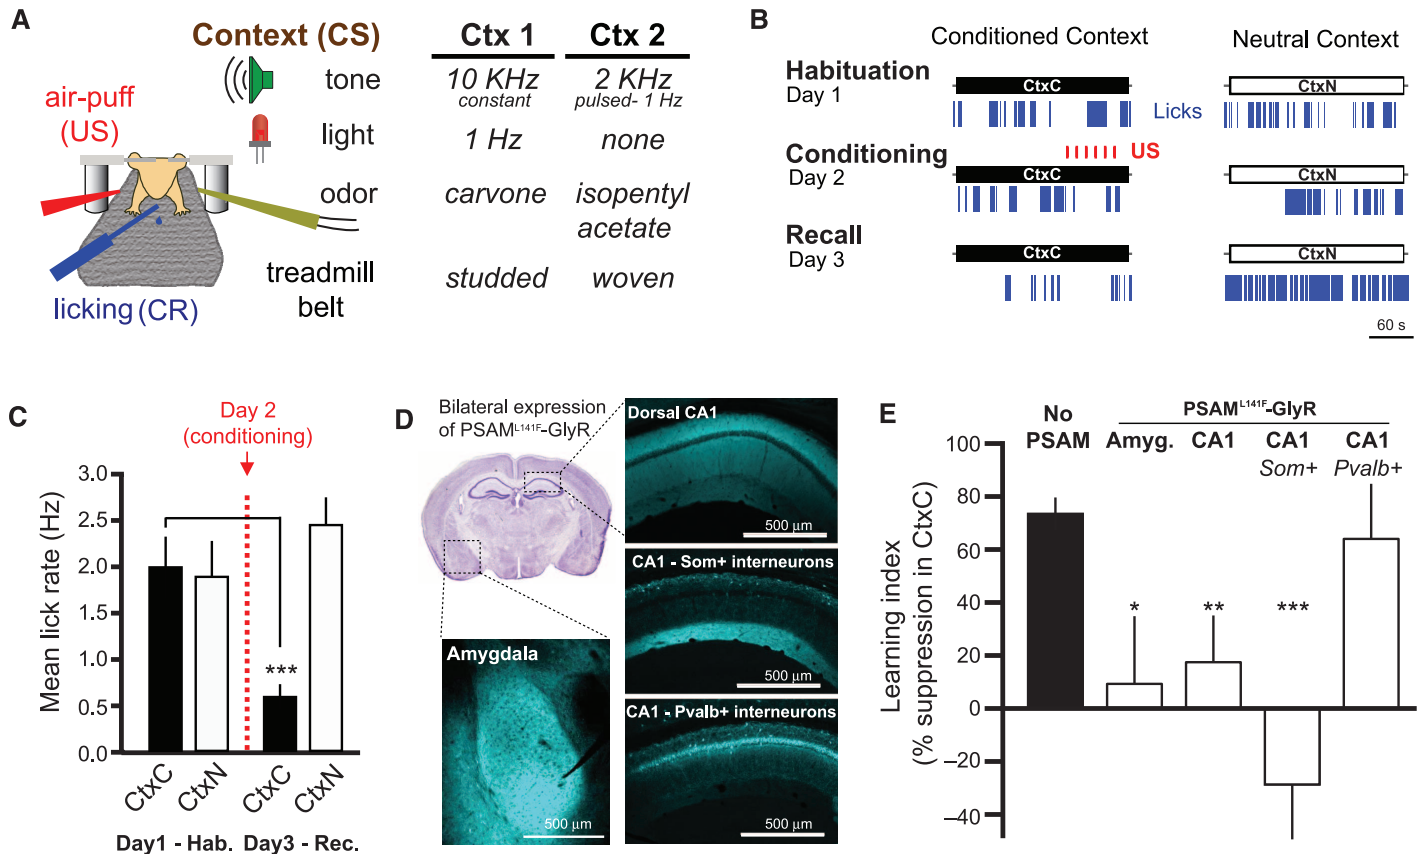 A
Context (CS)
Ctx 1
Ctx 2
tone
10 KHz
constant
2 KHz
pulsed- 1 Hz
air-puff
(US)
light
1 Hz
none
odor
carvone
isopentyl
acetate
treadmill
belt
studded
woven
licking (CR)
B
Conditioned Context
Neutral Context
Habituation
Day 1
CtxC
CtxN
Licks
US
Conditioning
Day 2
CtxC
CtxN
Recall
Day 3
CtxC
CtxN
60 s
C
Day 2
(conditioning)
Mean lick rate (Hz)
3.0
2.5
2.0
1.5
1.0
0.5
0.0
***
CtxC
CtxN
CtxC
CtxN
Day1 - Hab.
Day3 - Rec.
D
Bilateral expression
of PSAML141F-GlyR
Dorsal CA1
500 µm
CA1 - Som+ interneurons
500 µm
Amygdala
500 µm
CA1 - Pvalb+ interneurons
500 µm
E
No
PSAM
PSAML141F-GlyR
Amyg.
CA1
CA1
Som+
CA1
Pvalb+
Learning index
(% suppression in CtxC)
100
80
60
40
20
0
−20
−40
*
**
***